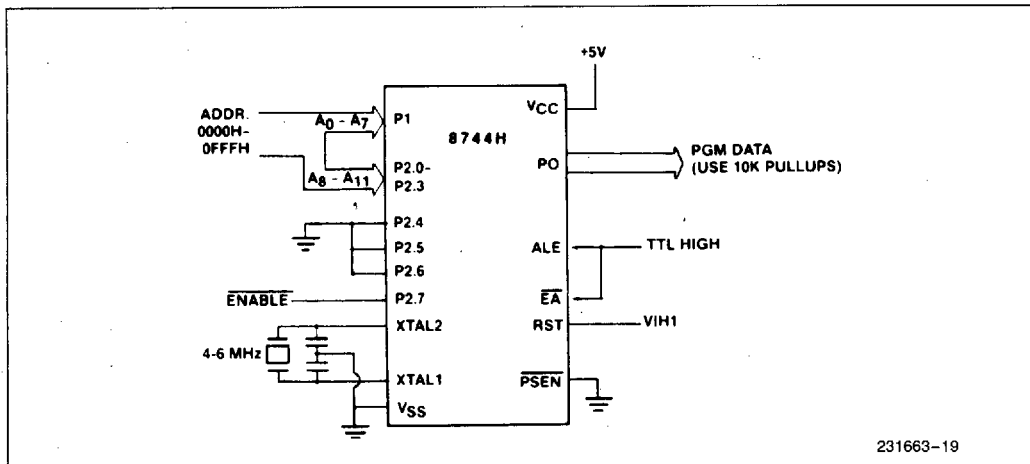 +5V
VCC
ADDR.
0000H-
0FFFH
A0 - A7
P1
8744H
P2.0-
P2.3
A8 - A11
PO
PGM DATA
(USE 10K PULLUPS)
P2.4
P2.5
P2.6
ALE
TTL HIGH
EA
ENABLE
P2.7
XTAL2
RST
VIH1
4-6 MHz
XTAL1
PSEN
VSS
231663-19